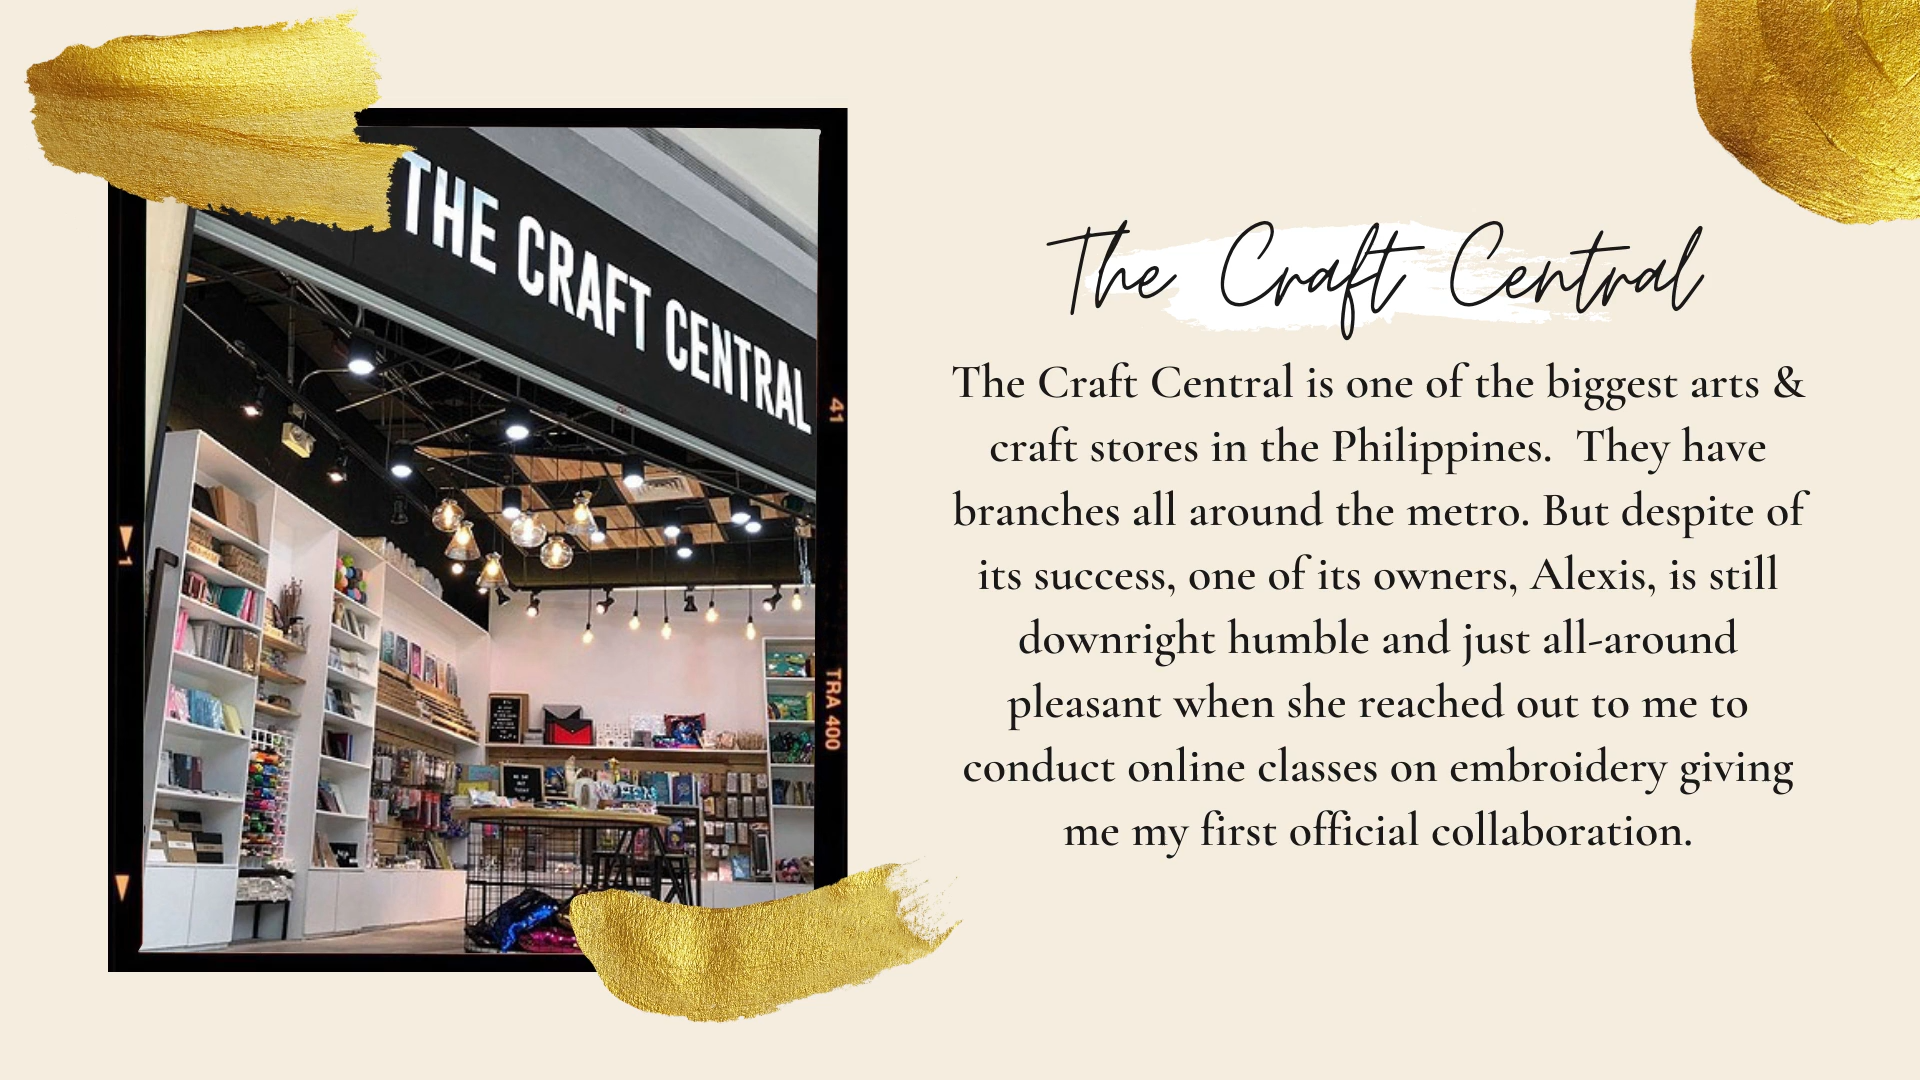 THE CRAFT CENTRAL
41
1
TRA 400
The Craft Central
The Craft Central is one of the biggest arts &
craft stores in the Philippines.  They have
branches all around the metro. But despite of
its success, one of its owners, Alexis, is still
downright humble and just all-around
pleasant when she reached out to me to
conduct online classes on embroidery giving
me my first official collaboration.